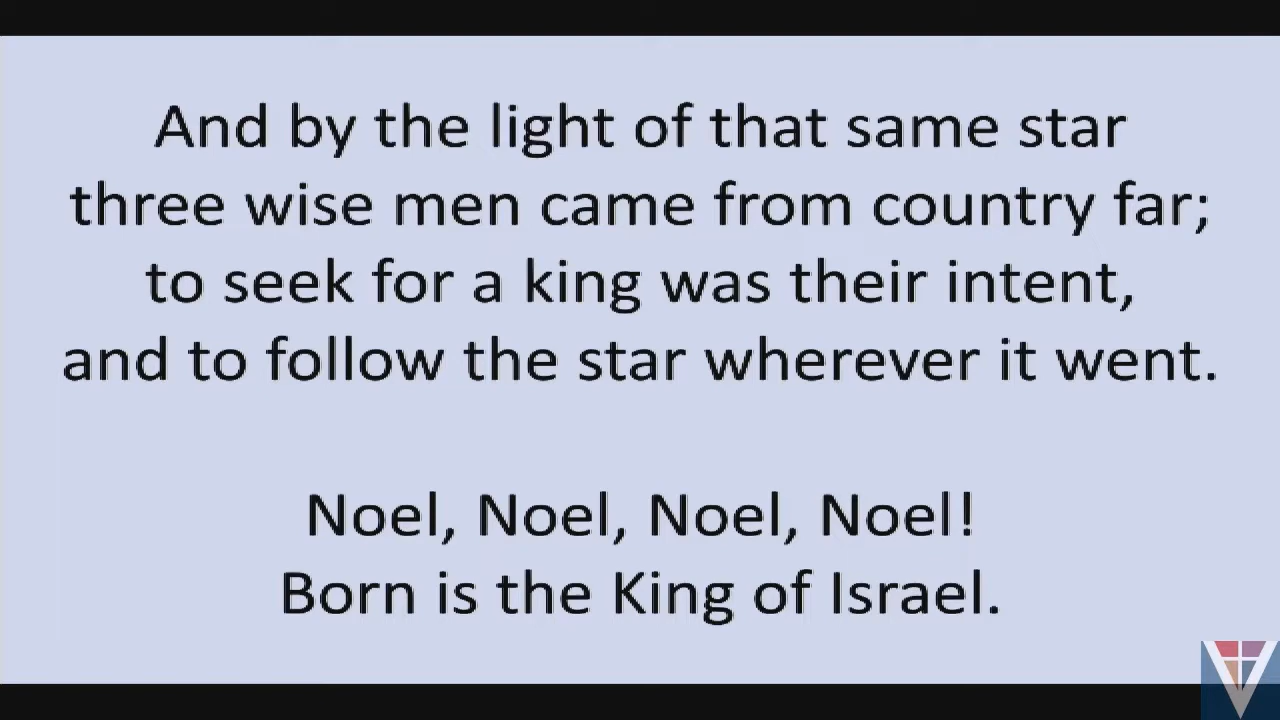 And by the light of that same star
three wise men came from country far;
to seek for a king was their intent,
and to follow the star wherever it went.
Noel, Noel, Noel, Noel!
Born is the King of Israel.